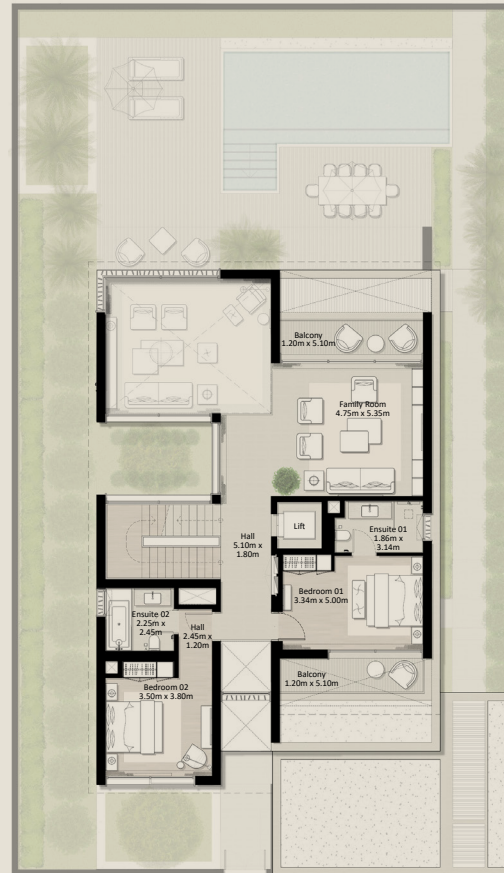 Balcony
1.20m x 5.10m
Family Room
4.75m x 5.35m
Lift
Ensuite 01
1.86m x
3.14m
Hall
5.10m x
1.80m
Bedroom 01
3.34m x 5.00m
Ensuite 02
2.25m x
2.45m
Hall
2.45m x
1.20m
Balcony
1.20m x 5.10m
Bedroom 02
3.50m x 3.80m